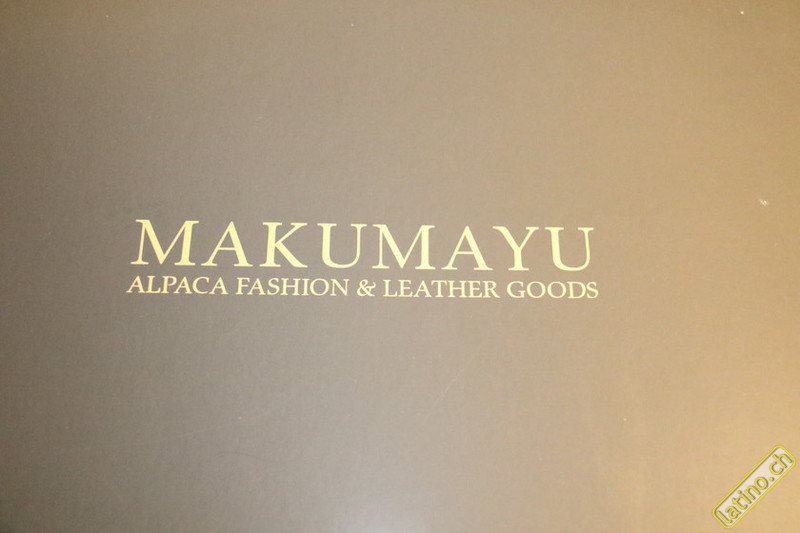 MAKUMAYU
ALPACA FASHION & LEATHER GOODS
latino.ch